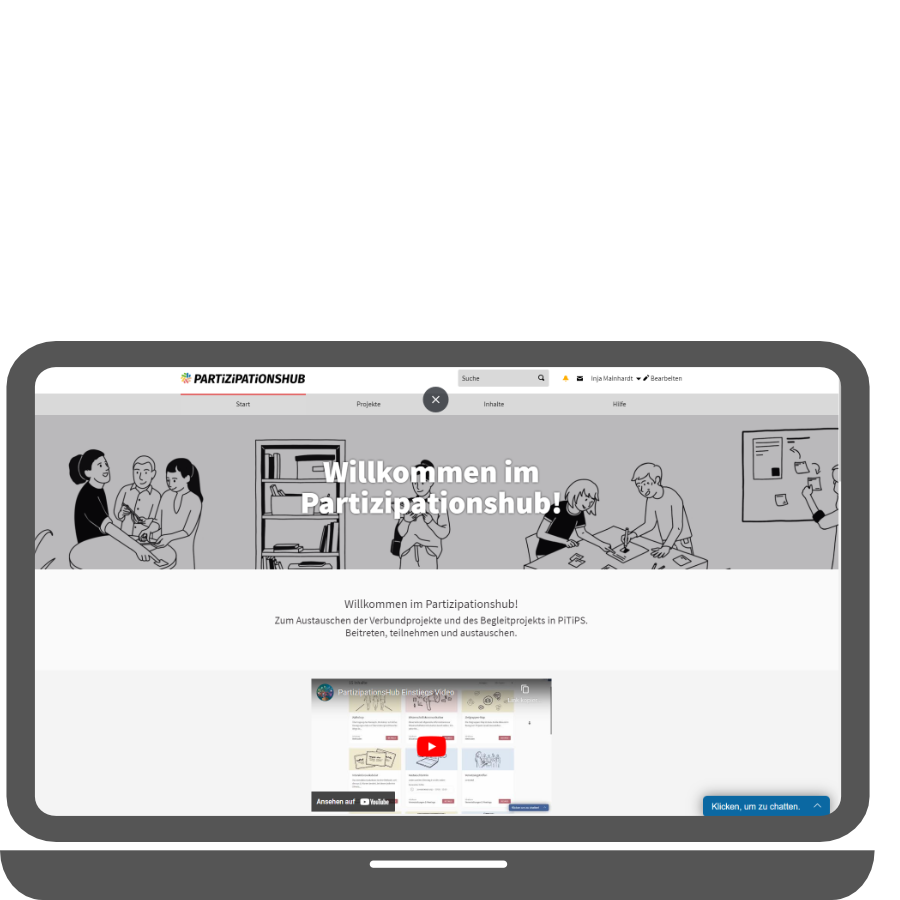 PARTiZiPATiONSHUB
Suche
Inja Mainhardt
Bearbeiten
Start
Projekte
Inhalte
Hilfe
Willkommen im
Partizipationshub!
Willkommen im Partizipationshub!
Zum Austauschen der Verbundprojekte und des Begleitprojekts in PiTiPS.
Beitreten, teilnehmen und austauschen.
PartizipationsHub Einstiegs Video
Ansehen auf YouTube
Klicken, um zu chatten.